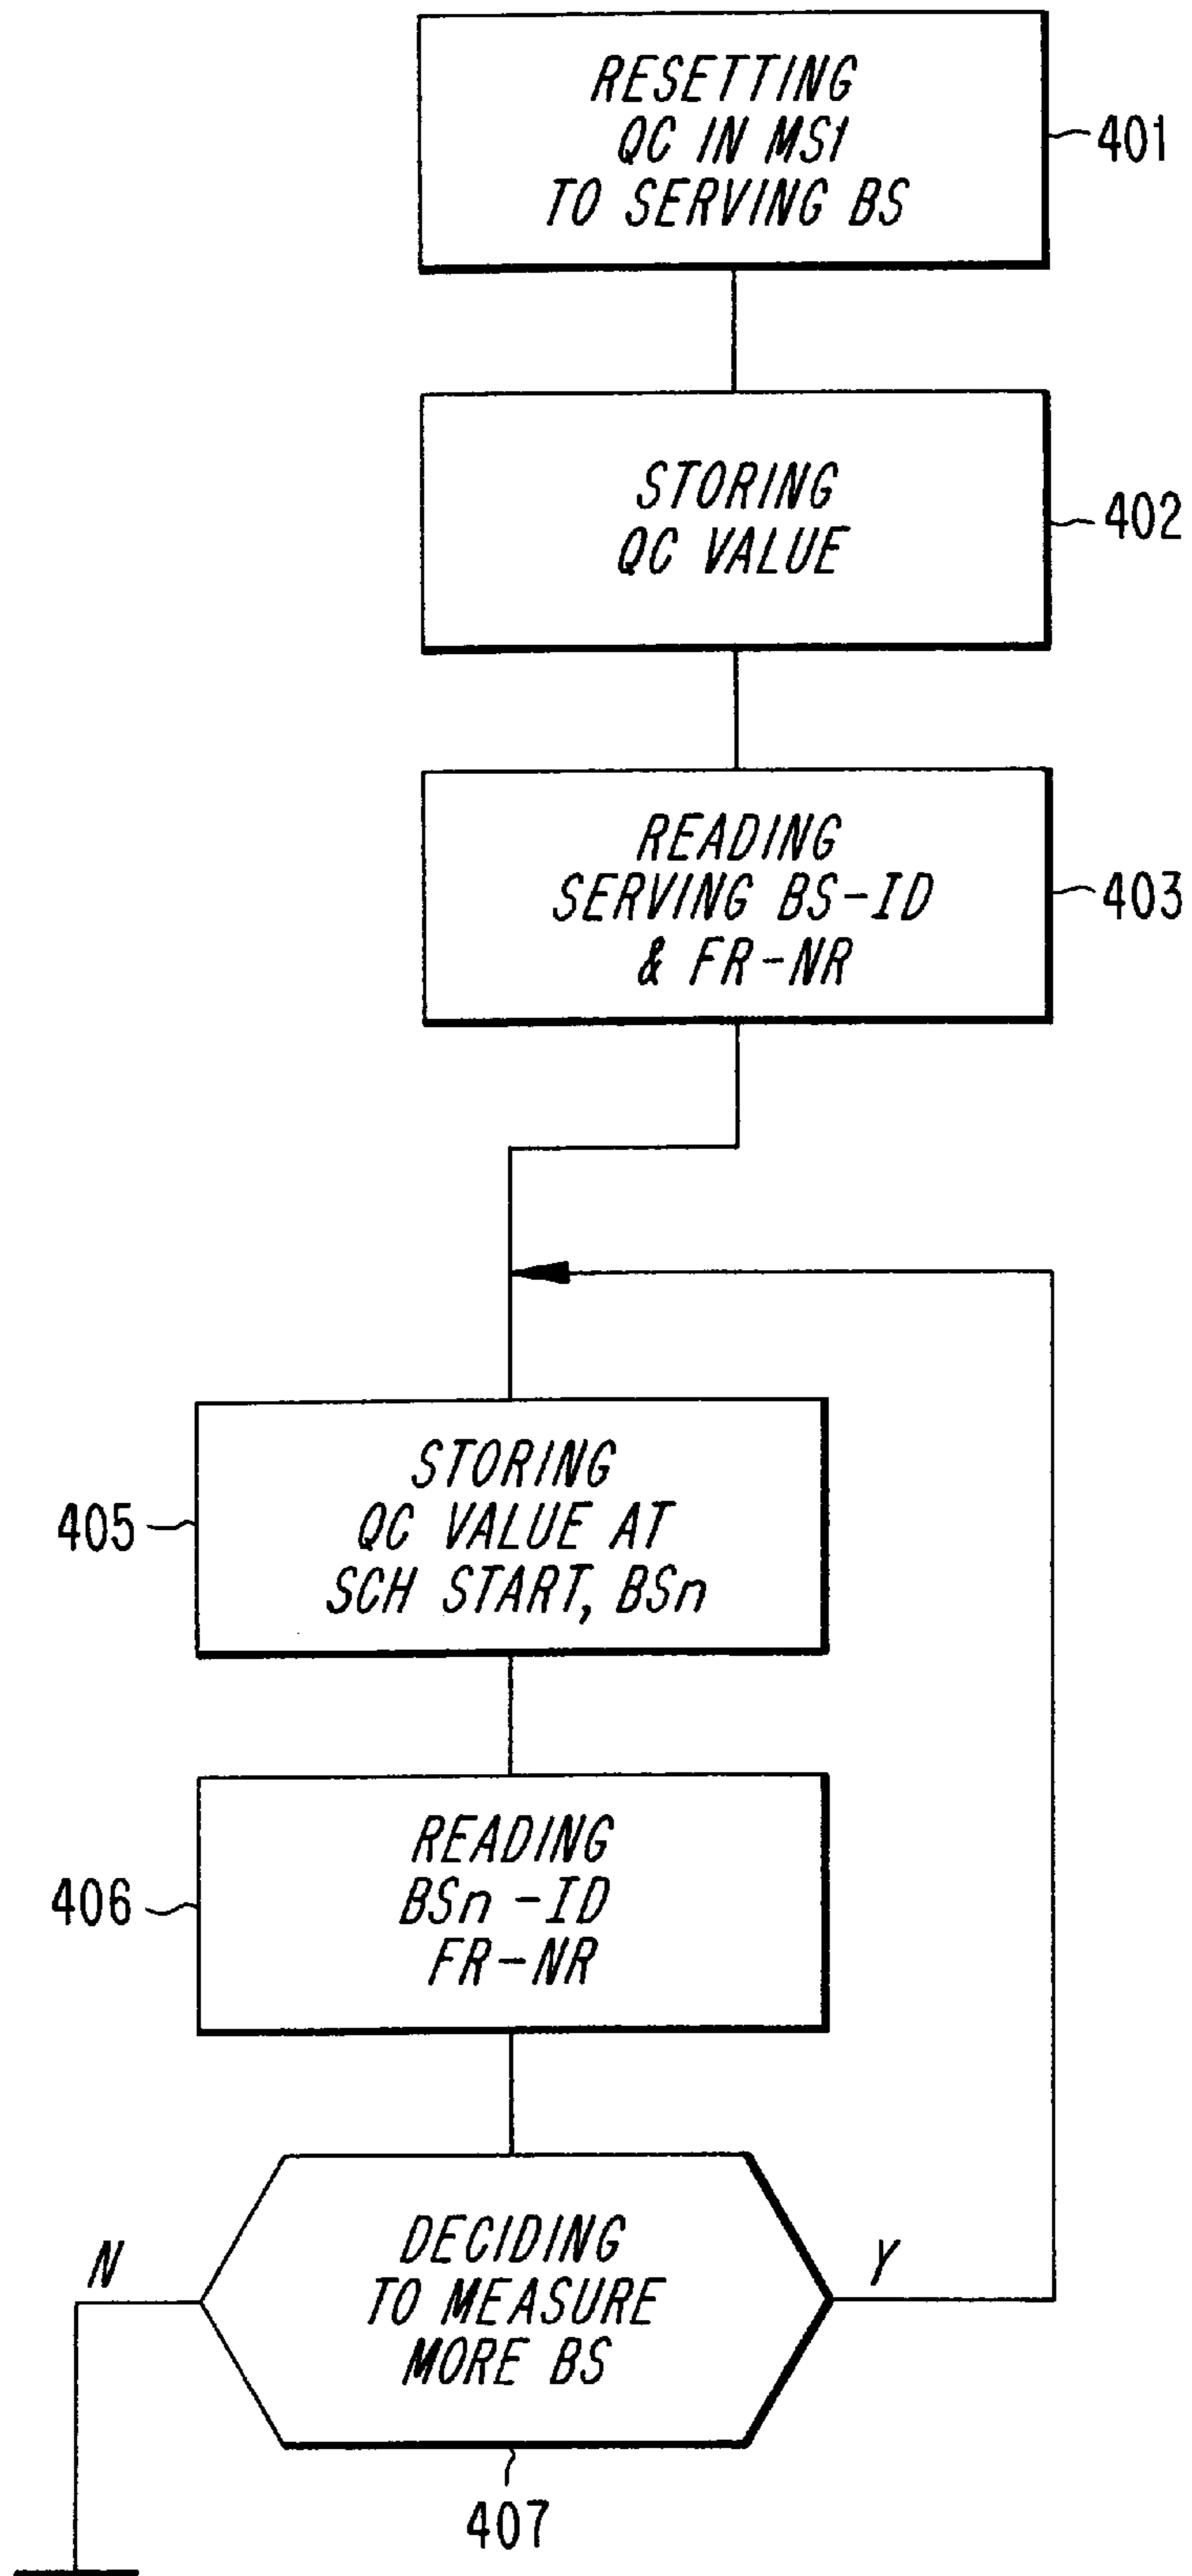 RESETTING
QC IN MS1
TO SERVING BS
401
STORING
QC VALUE
402
READING
SERVING BS-ID
& FR-NR
403
STORING
QC VALUE AT
SCH START, BSn
405
READING
BSn-ID
FR-NR
406
N
DECIDING
TO MEASURE
MORE BS
Y
407